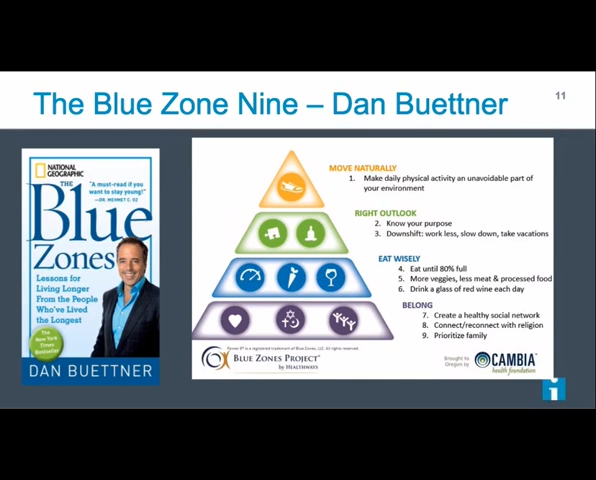 The Blue Zone Nine – Dan Buettner
11
NATIONAL
GEOGRAPHIC
THE
Blue
Zones
"A must-read if you
want to stay young!"
—DR. MEHMET C. OZ
Lessons for
Living Longer
From the People
Who've Lived
the Longest
The
New York
Times
Bestseller
DAN BUETTNER
MOVE NATURALLY
1. Make daily physical activity an unavoidable part of
your environment
RIGHT OUTLOOK
2. Know your purpose
3. Downshift: work less, slow down, take vacations
EAT WISELY
4. Eat until 80% full
5. More veggies, less meat & processed food
6. Drink a glass of red wine each day
BELONG
7. Create a healthy social network
8. Connect/reconnect with religion
9. Prioritize family
Power 9® is a registered trademark of Blue Zones, LLC. All rights reserved.
BLUE ZONES PROJECT®
by HEALTHWAYS
Brought to
Oregon by
CAMBIA™
health foundation
i